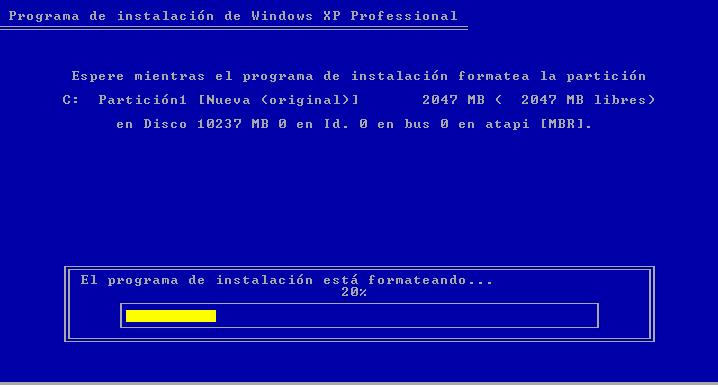 Programa de instalación de Windows XP Professional
Espere mientras el programa de instalación formatea la partición
C: Partición1 [Nueva (original)] 2047 MB ( 2047 MB libres)
en Disco 10237 MB 0 en Id. 0 en bus 0 en atapi [MBR].
El programa de instalación está formateando...
20%